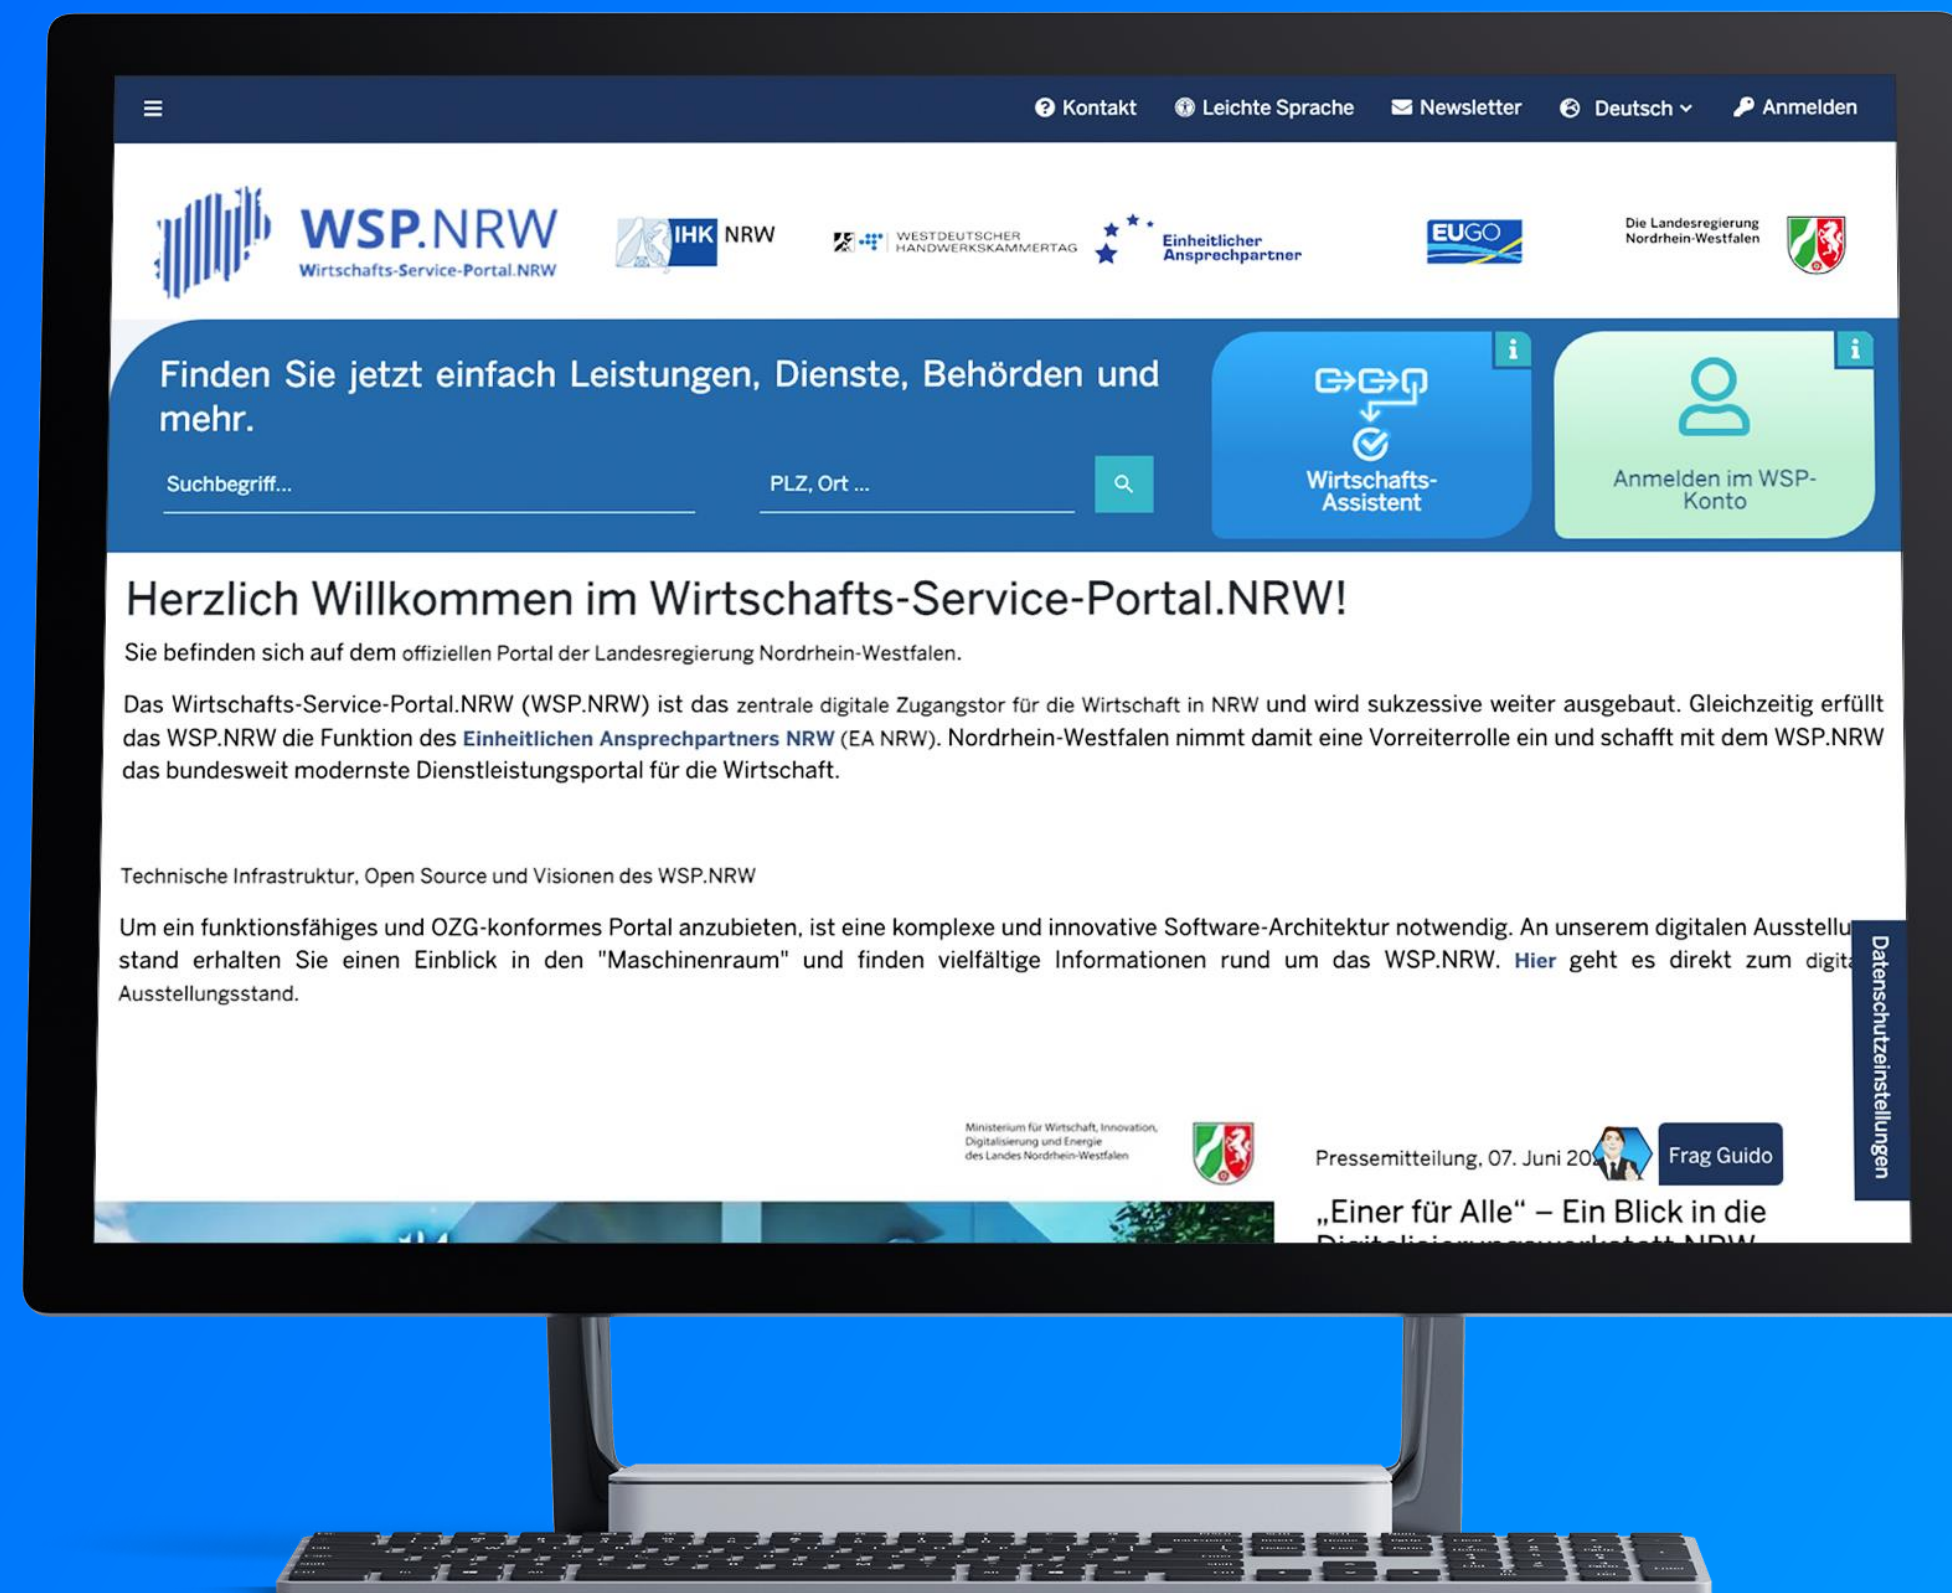 Kontakt Leichte Sprache Newsletter Deutsch Anmelden
WSP.NRW
Wirtschafts-Service-Portal.NRW
IHK NRW
WESTDEUTSCHER
HANDWERKSKAMMERTAG
Einheitlicher
Ansprechpartner
EUGO
Die Landesregierung
Nordrhein-Westfalen
Finden Sie jetzt einfach Leistungen, Dienste, Behörden und
mehr.
Suchbegriff...
PLZ, Ort ...
Wirtschafts-
Assistent
i
Anmelden im WSP-
Konto
i
Herzlich Willkommen im Wirtschafts-Service-Portal.NRW!
Sie befinden sich auf dem offiziellen Portal der Landesregierung Nordrhein-Westfalen.
Das Wirtschafts-Service-Portal.NRW (WSP.NRW) ist das zentrale digitale Zugangstor für die Wirtschaft in NRW und wird sukzessive weiter ausgebaut. Gleichzeitig erfüllt
das WSP.NRW die Funktion des Einheitlichen Ansprechpartners NRW (EA NRW). Nordrhein-Westfalen nimmt damit eine Vorreiterrolle ein und schafft mit dem WSP.NRW
das bundesweit modernste Dienstleistungsportal für die Wirtschaft.
Technische Infrastruktur, Open Source und Visionen des WSP.NRW
Um ein funktionsfähiges und OZG-konformes Portal anzubieten, ist eine komplexe und innovative Software-Architektur notwendig. An unserem digitalen Ausstellu
stand erhalten Sie einen Einblick in den "Maschinenraum" und finden vielfältige Informationen rund um das WSP.NRW. Hier geht es direkt zum digita
Ausstellungsstand.
Datenschutzeinstellungen
Ministerium für Wirtschaft, Innovation,
Digitalisierung und Energie
des Landes Nordrhein-Westfalen
Pressemitteilung, 07. Juni 20
Frag Guido
„Einer für Alle“ – Ein Blick in die
Digitalisierungswerkstatt NRW